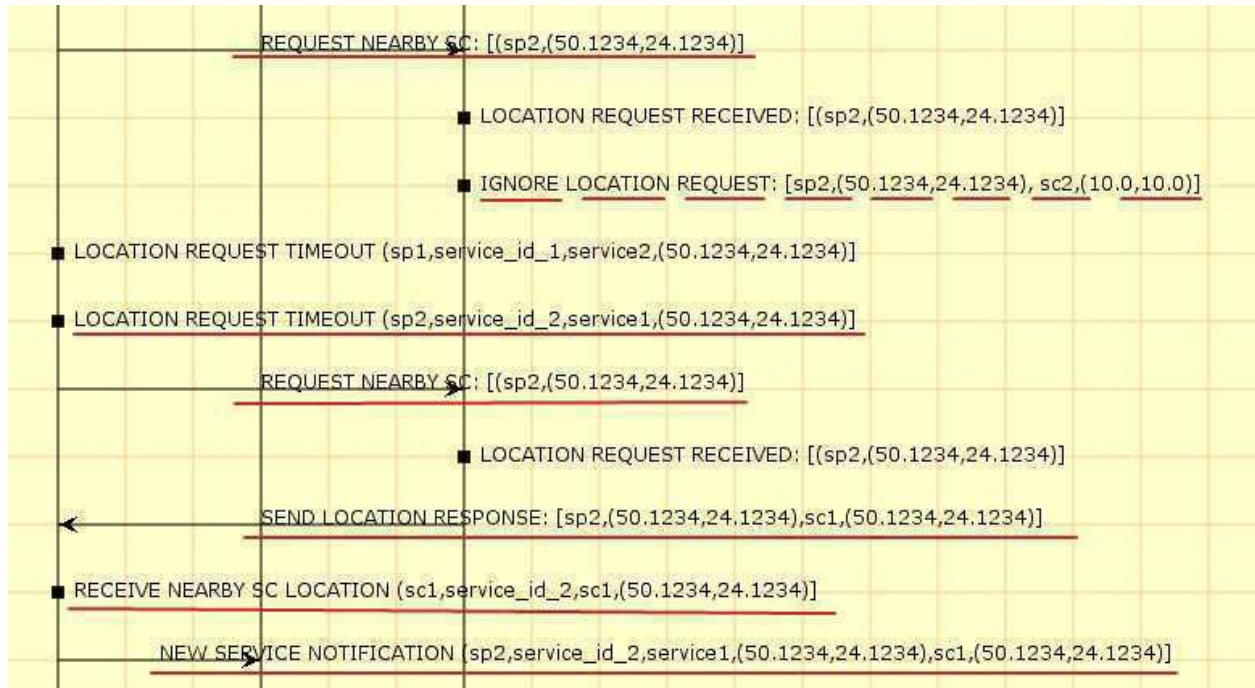 REQUEST NEARBY SC: [(sp2,(50.1234,24.1234)]
LOCATION REQUEST RECEIVED: [(sp2,(50.1234,24.1234)]
IGNORE LOCATION REQUEST: [sp2,(50.1234,24.1234), sc2,(10.0,10.0)]
LOCATION REQUEST TIMEOUT (sp1,service_id_1,service2,(50.1234,24.1234)]
LOCATION REQUEST TIMEOUT (sp2,service_id_2,service1,(50.1234,24.1234)]
REQUEST NEARBY SC: [(sp2,(50.1234,24.1234)]
LOCATION REQUEST RECEIVED: [(sp2,(50.1234,24.1234)]
SEND LOCATION RESPONSE: [sp2,(50.1234,24.1234),sc1,(50.1234,24.1234)]
RECEIVE NEARBY SC LOCATION (sc1,service_id_2,sc1,(50.1234,24.1234)]
NEW SERVICE NOTIFICATION [sp2,service_id_2,service1,(50.1234,24.1234),sc1,(50.1234,24.1234)]